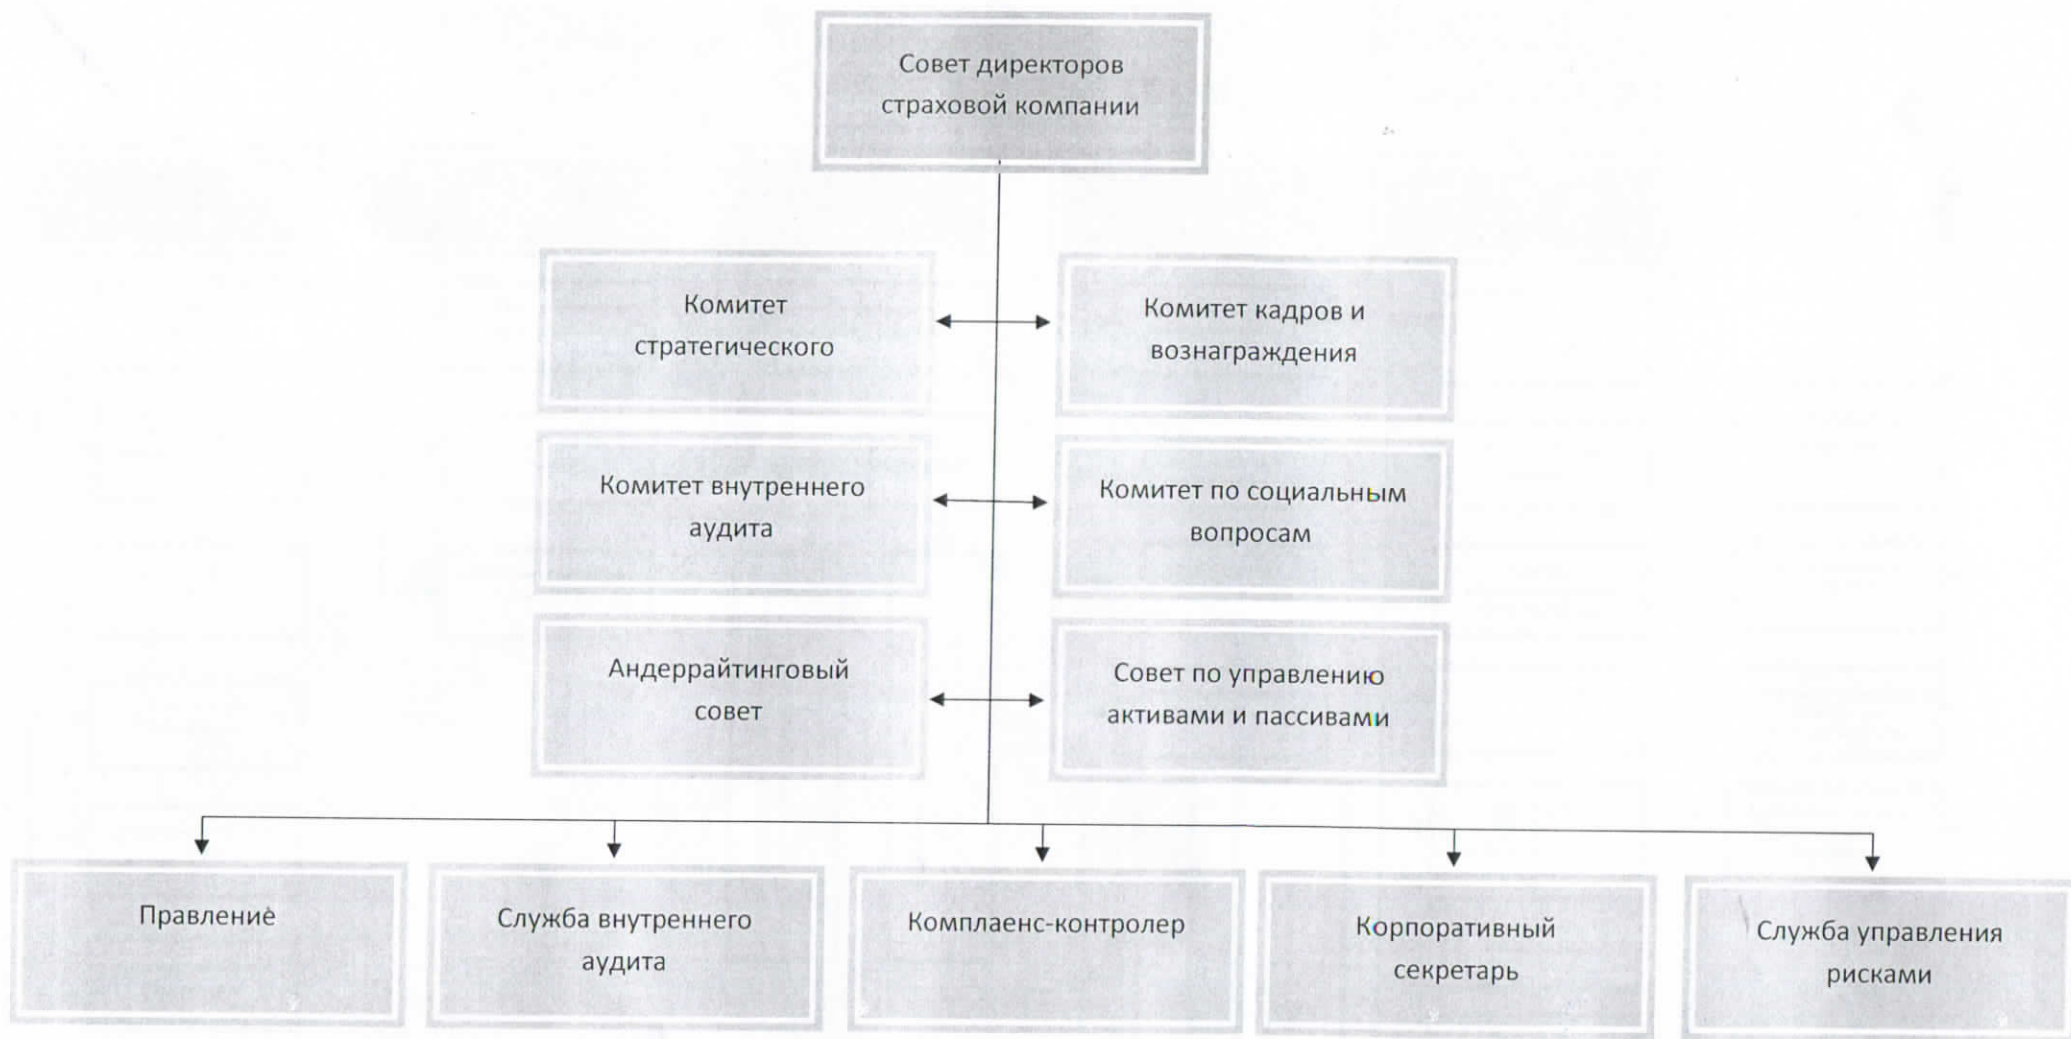 Совет директоров
страховой компании
Комитет
стратегического
Комитет кадров и
вознаграждения
Комитет внутреннего
аудита
Комитет по социальным
вопросам
Андеррайтинговый
совет
Совет по управлению
активами и пассивами
Правление
Служба внутреннего
аудита
Комплаенс-контролер
Корпоративный
секретарь
Служба управления
рисками